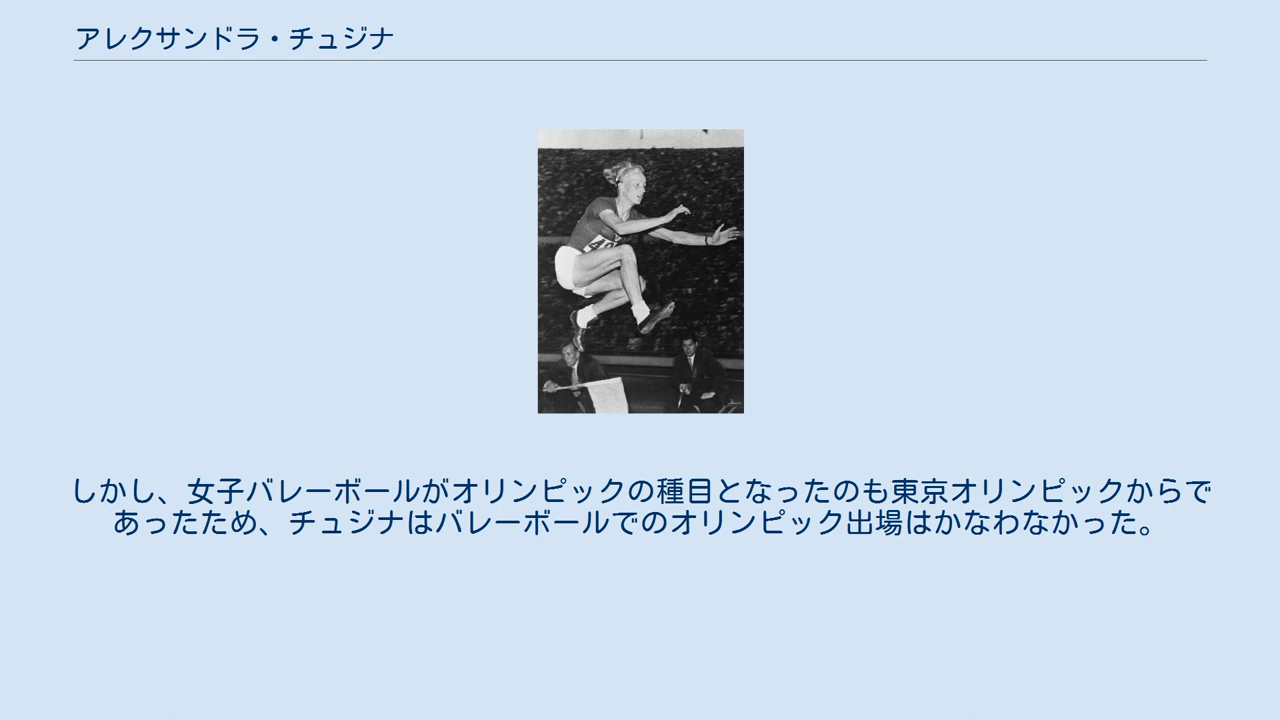 アレクサンドラ・チュジナ
しかし、女子バレーボールがオリンピックの種目となったのも東京オリンピックからで
あったため、チュジナはバレーボールでのオリンピック出場はかなわなかった。